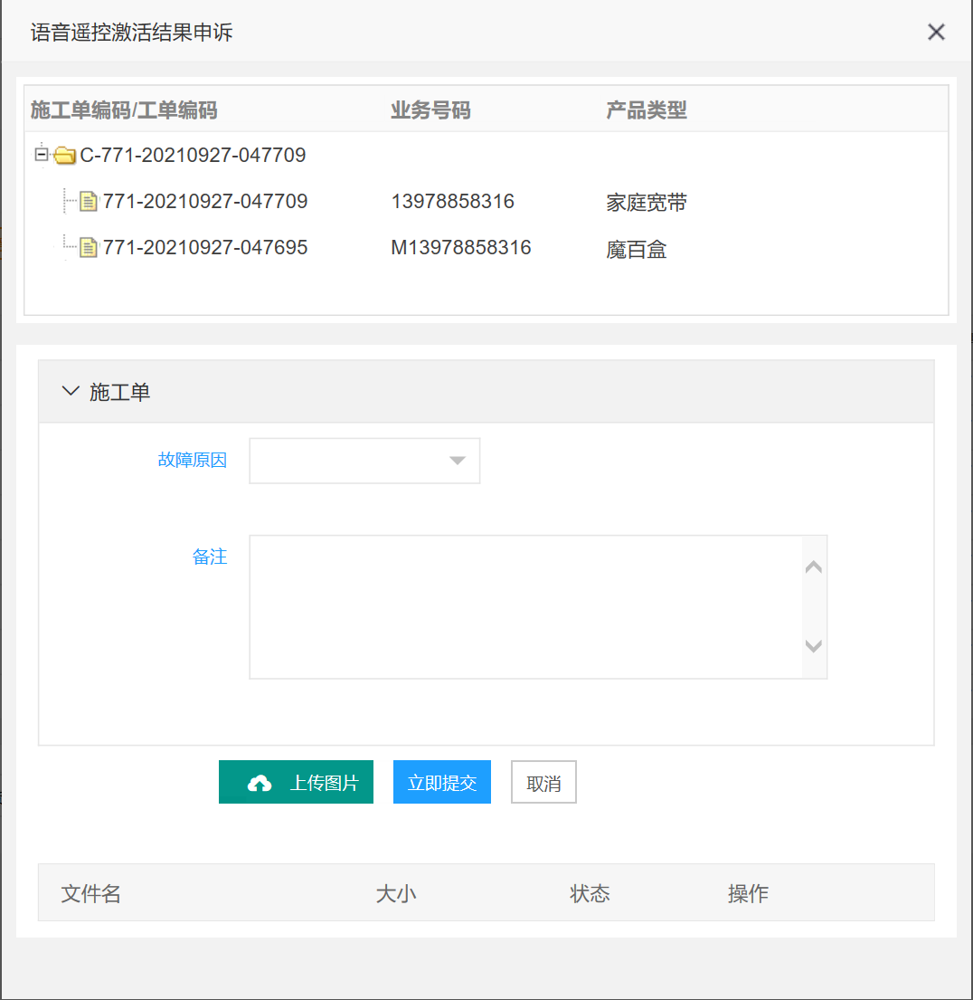 语音遥控激活结果申诉
施工单编码/工单编码 业务号码 产品类型
C-771-20210927-047709
771-20210927-047709 13978858316 家庭宽带
771-20210927-047695 M13978858316 魔百盒
施工单
故障原因
备注
上传图片 立即提交 取消
文件名 大小 状态 操作